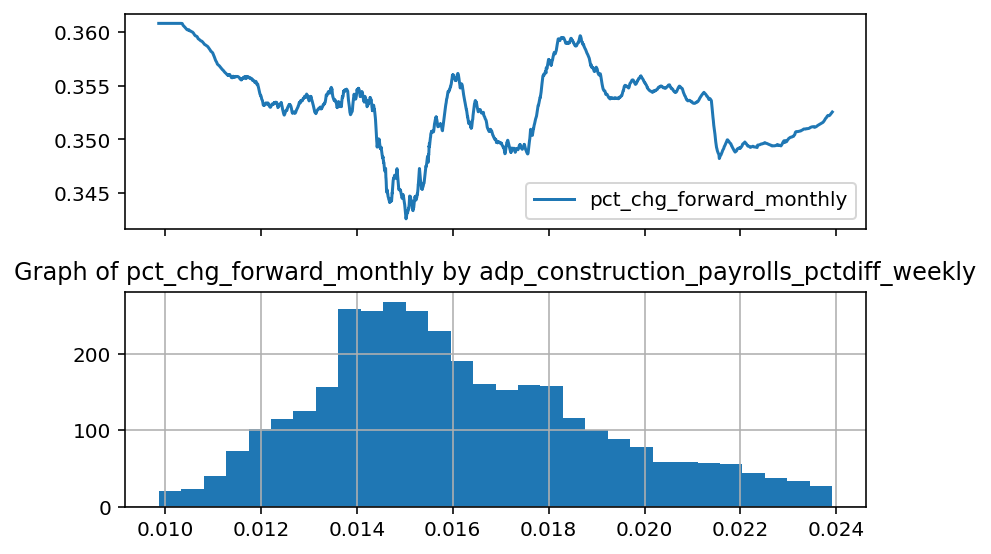 0.360
0.355
0.350
0.345
pct_chg_forward_monthly
Graph of pct_chg_forward_monthly by adp_construction_payrolls_pctdiff_weekly
200
100
0
0.010 0.012 0.014 0.016 0.018 0.020 0.022 0.024